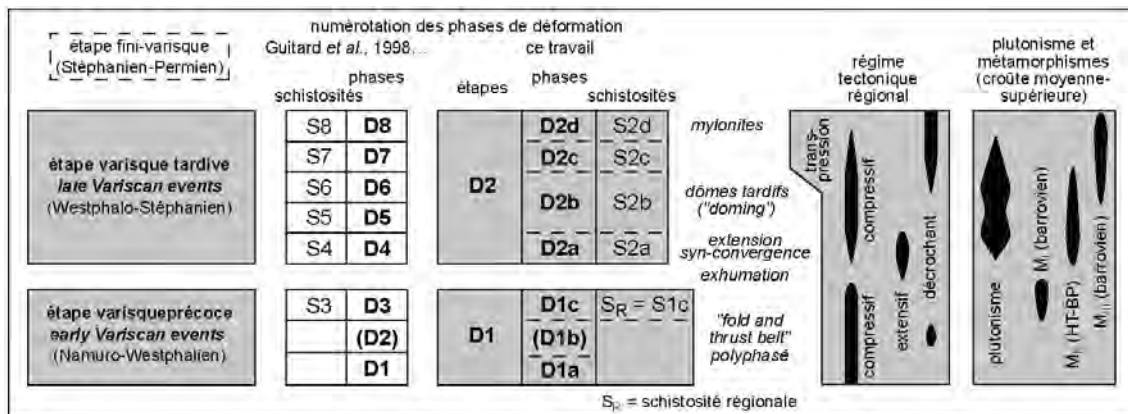 numèrotation des phases de déformation
étape fini-varisque
(Stéphanien-Permien)
Guitard et al., 1998...
ce travail
phases
schistosités
étapes
phases
schistosités
régime
tectonique
régional
plutonisme et
métamorphismes
(croûte moyenne-
supérieure)
étape varisque tardive
late Variscan events
(Westphalo-Stéphanien)
S8 D8
S7 D7
S6 D6
S5 D5
S4 D4
D2
D2d S2d
D2c S2c
D2b S2b
D2a S2a
mylonites
dômes tardifs
("doming")
extension
syn-convergence
exhumation
étape varisqueprécoce
early Variscan events
(Namuro-Westphalien)
S3 D3
(D2)
D1
D1
D1c SR = S1c
(D1b)
D1a
"fold and
thrust belt"
polyphasé
trans-
pression
compressif
compressif
extensif
décrochant
plutonisme
(barrovien)
(HT-BP)
(barrovien)
SR = schistosité régionale